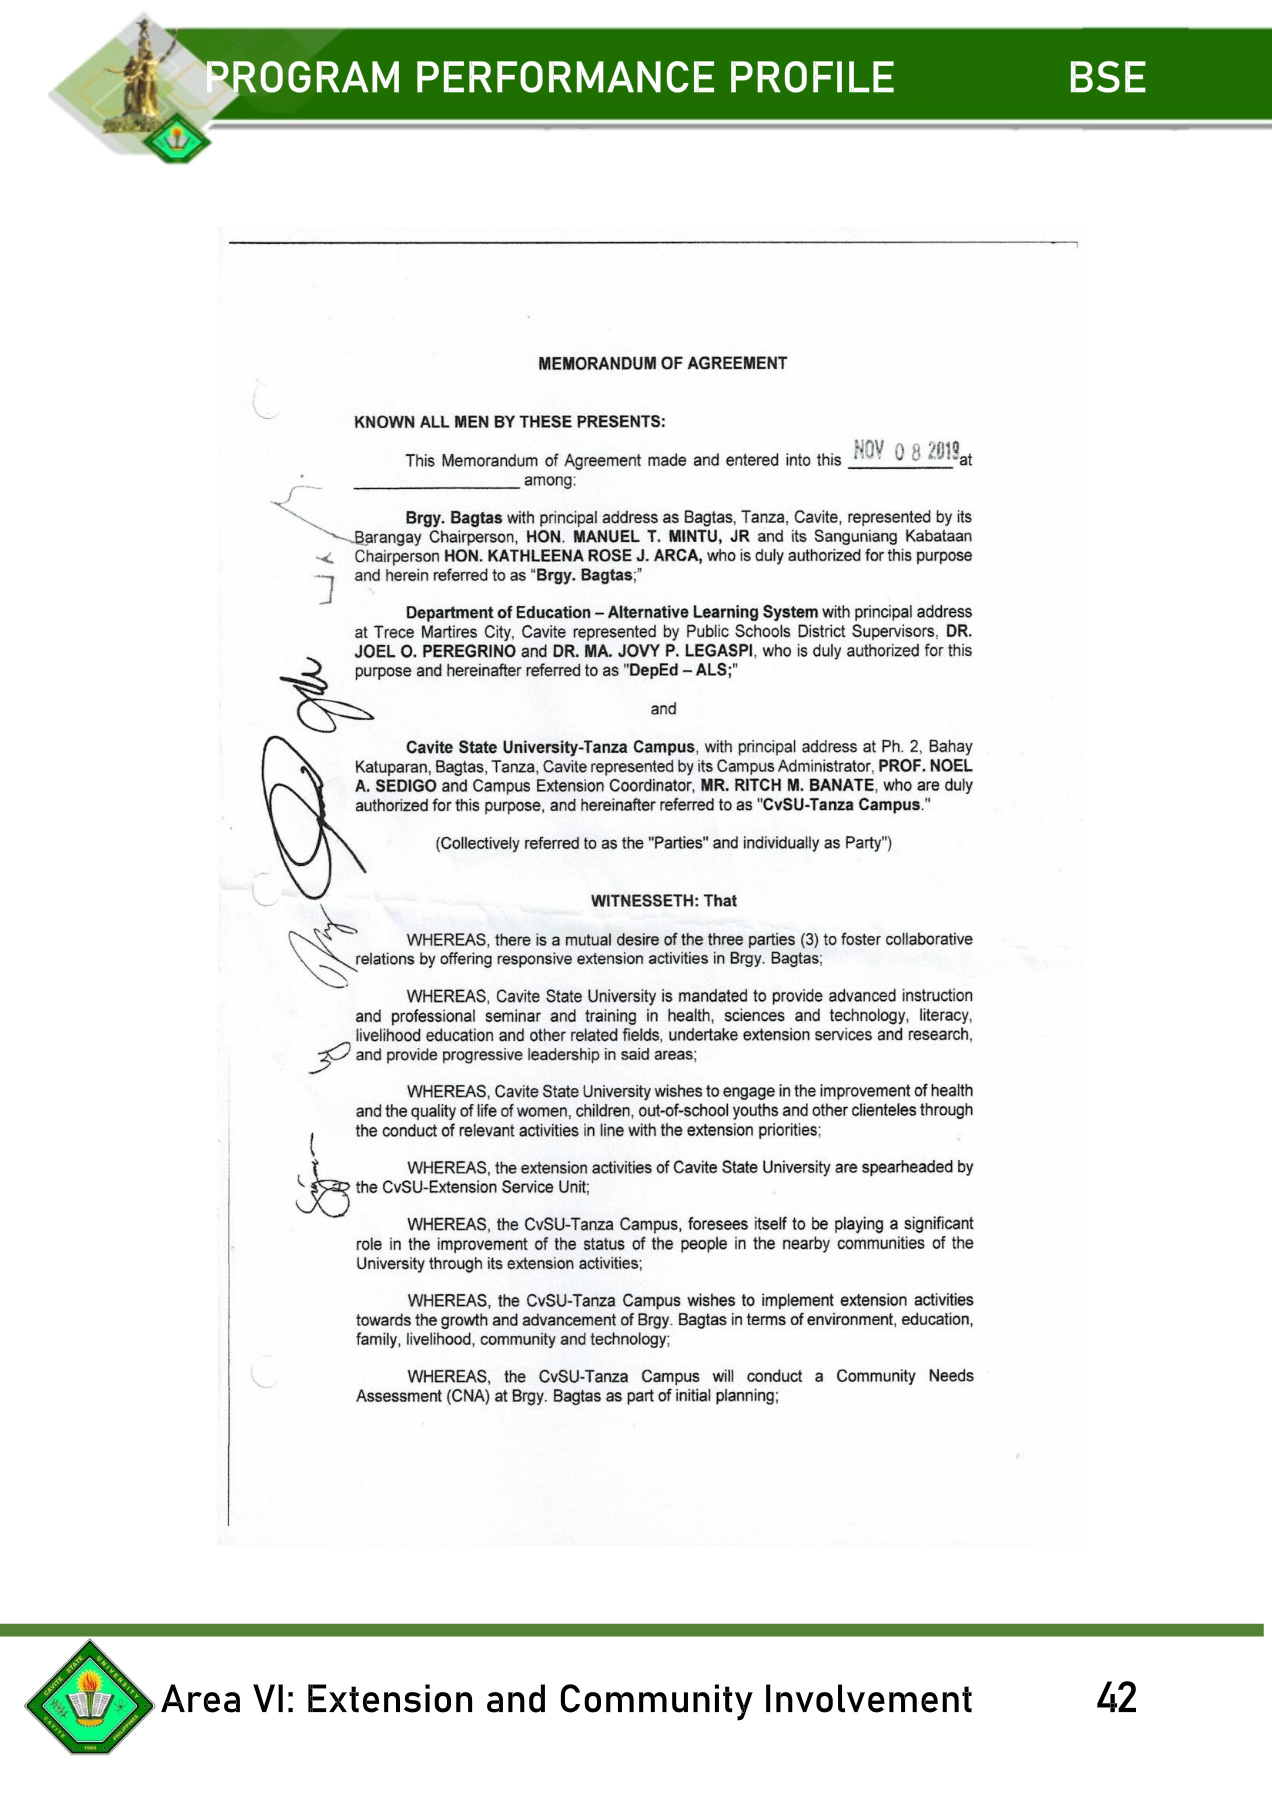 PROGRAM PERFORMANCE PROFILE BSE
MEMORANDUM OF AGREEMENT
KNOWN ALL MEN BY THESE PRESENTS:
This Memorandum of Agreement made and entered into this NOV 08 2019 at
_________________ among:
Brgy. Bagtas with principal address as Bagtas, Tanza, Cavite, represented by its
Barangay Chairperson, HON. MANUEL T. MINTU, JR and its Sanguniang Kabataan
Chairperson HON. KATHLEENA ROSE J. ARCA, who is duly authorized for this purpose
and herein referred to as "Brgy. Bagtas;"
Department of Education – Alternative Learning System with principal address
at Trece Martires City, Cavite represented by Public Schools District Supervisors, DR.
JOEL O. PEREGRINO and DR. MA. JOVY P. LEGASPI, who is duly authorized for this
purpose and hereinafter referred to as "DepEd – ALS;"
and
Cavite State University-Tanza Campus, with principal address at Ph. 2, Bahay
Katuparan, Bagtas, Tanza, Cavite represented by its Campus Administrator, PROF. NOEL
A. SEDIGO and Campus Extension Coordinator, MR. RITCH M. BANATE, who are duly
authorized for this purpose, and hereinafter referred to as "CvSU-Tanza Campus."
(Collectively referred to as the "Parties" and individually as Party")
WITNESSETH: That
WHEREAS, there is a mutual desire of the three parties (3) to foster collaborative
relations by offering responsive extension activities in Brgy. Bagtas;
WHEREAS, Cavite State University is mandated to provide advanced instruction
and professional seminar and training in health, sciences and technology, literacy,
livelihood education and other related fields, undertake extension services and research,
and provide progressive leadership in said areas;
WHEREAS, Cavite State University wishes to engage in the improvement of health
and the quality of life of women, children, out-of-school youths and other clienteles through
the conduct of relevant activities in line with the extension priorities;
WHEREAS, the extension activities of Cavite State University are spearheaded by
the CvSU-Extension Service Unit;
WHEREAS, the CvSU-Tanza Campus, foresees itself to be playing a significant
role in the improvement of the status of the people in the nearby communities of the
University through its extension activities;
WHEREAS, the CvSU-Tanza Campus wishes to implement extension activities
towards the growth and advancement of Brgy. Bagtas in terms of environment, education,
family, livelihood, community and technology;
WHEREAS, the CvSU-Tanza Campus will conduct a Community Needs
Assessment (CNA) at Brgy. Bagtas as part of initial planning;
CAVITE STATE UNIVERSITY
CAVITE PHILIPPINES
1906
Area VI: Extension and Community Involvement 42